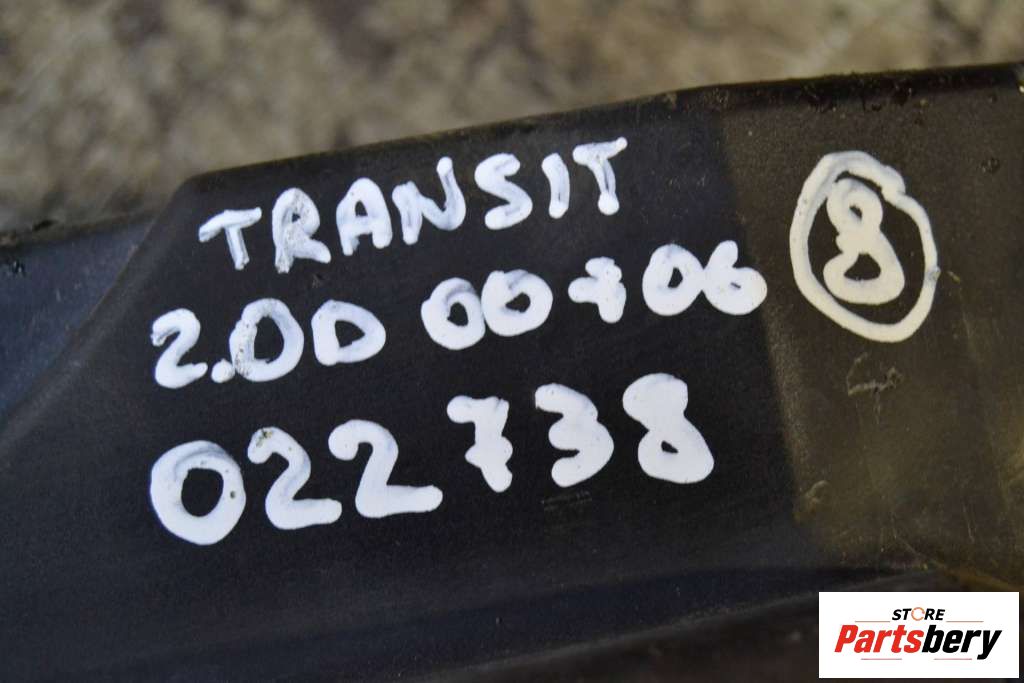 TRANSIT
2.0D 00-06
022738
8
STORE
Partsbery